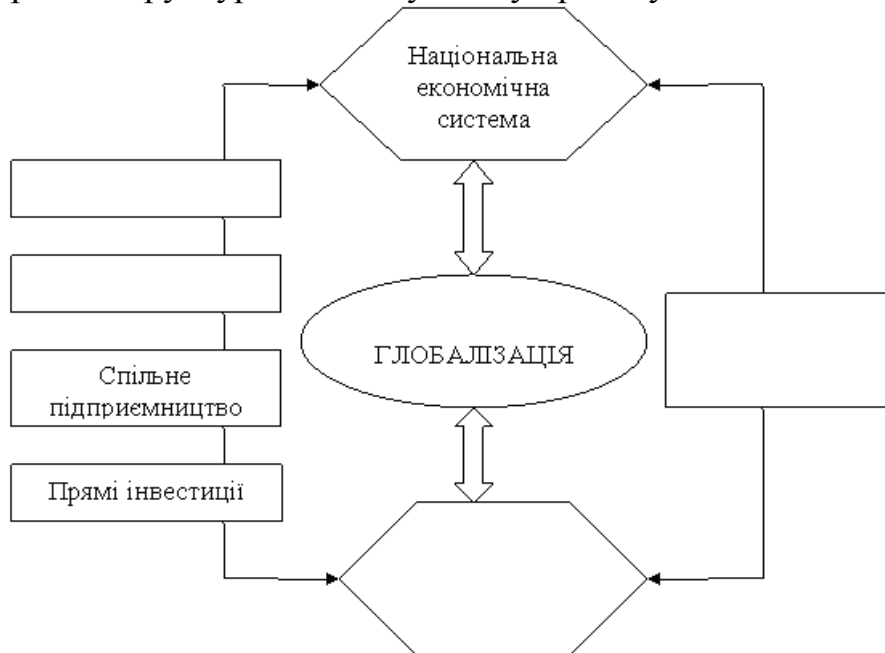 Національна
економічна
система
ГЛОБАЛІЗАЦІЯ
Спільне
підприємництво
Прямі інвестиції